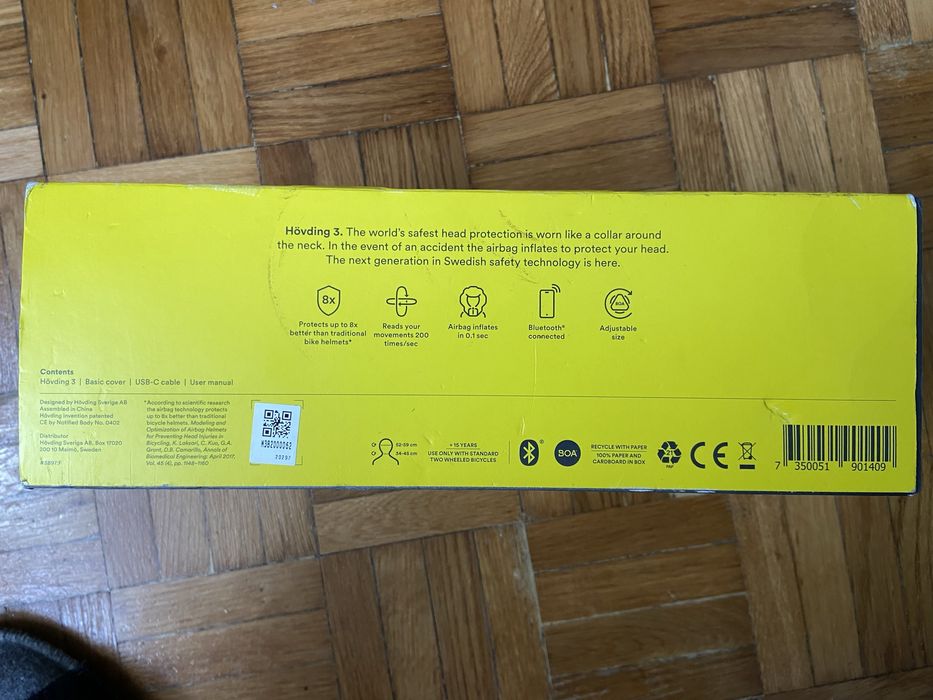 Hövding 3. The world's safest head protection is worn like a collar around
the neck. In the event of an accident the airbag inflates to protect your head.
The next generation in Swedish safety technology is here.
8x
Protects up to 8x
better than traditional
bike helmets*
Reads your
movements 200
times/sec
Airbag inflates
in 0.1 sec
Bluetooth®
connected
BOA
Adjustable
size
Contents
Hövding 3 | Basic cover | USB-C cable | User manual
Designed by Hövding Sverige AB
Assembled in China
Hövding invention patented
CE by Notified Body No. 0402
Distributor
Hövding Sverige AB, Box 17020
200 10 Malmö, Sweden
*According to scientific research
the airbag technology protects
up to 8x better than traditional
bicycle helmets. Modeling and
Optimization of Airbag Helmets
for Preventing Head Injuries in
Bicycling, K. Laksari, C. Kuo, G.A.
Grant, D.B. Camarillo, Annals of
Biomedical Engineering: April 2017,
Vol. 45 (4), pp. 1148–1160
20297
52-59 cm
34-45 cm
+ 15 YEARS
USE ONLY WITH STANDARD
TWO WHEELED BICYCLES
BOA
RECYCLE WITH PAPER
100% PAPER AND
CARDBOARD IN BOX
21
PAP
CE
7 350051 901409